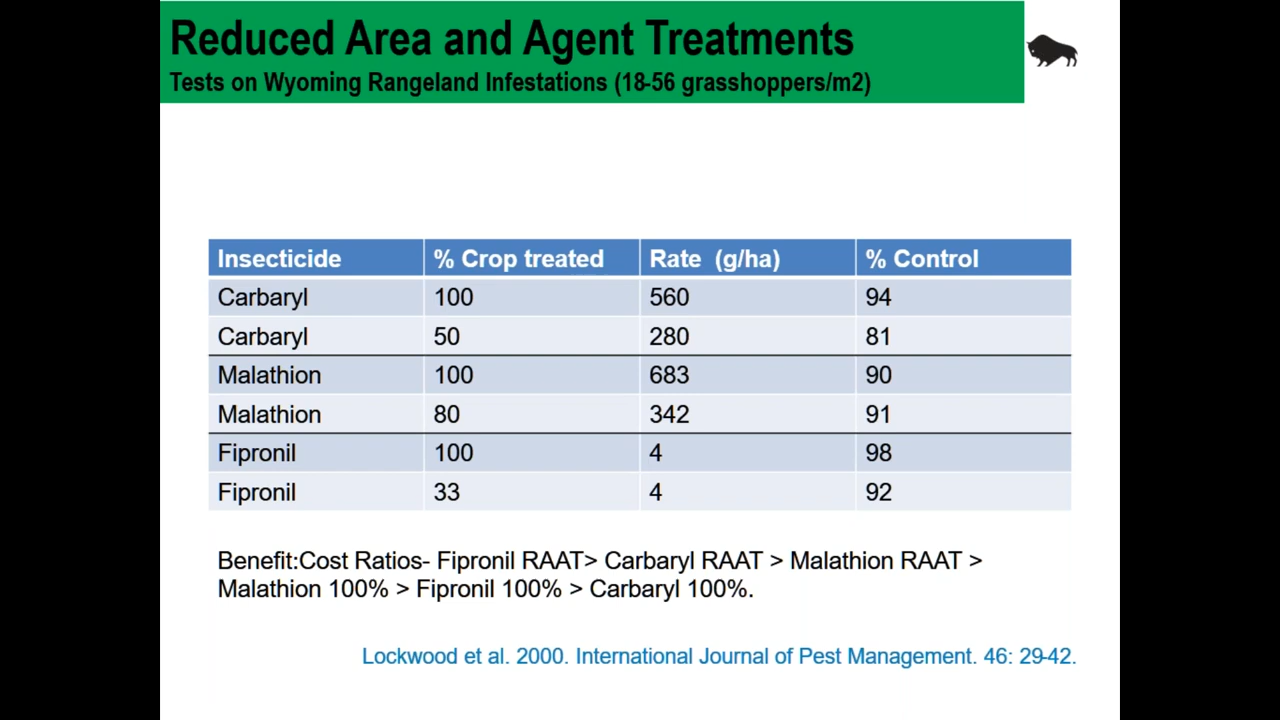 Reduced Area and Agent Treatments
Tests on Wyoming Rangeland Infestations (18-56 grasshoppers/m2)
Insecticide % Crop treated Rate (g/ha) % Control
Carbaryl 100 560 94
Carbaryl 50 280 81
Malathion 100 683 90
Malathion 80 342 91
Fipronil 100 4 98
Fipronil 33 4 92
Benefit:Cost Ratios- Fipronil RAAT> Carbaryl RAAT > Malathion RAAT >
Malathion 100% > Fipronil 100% > Carbaryl 100%.
Lockwood et al. 2000. International Journal of Pest Management. 46: 29-42.